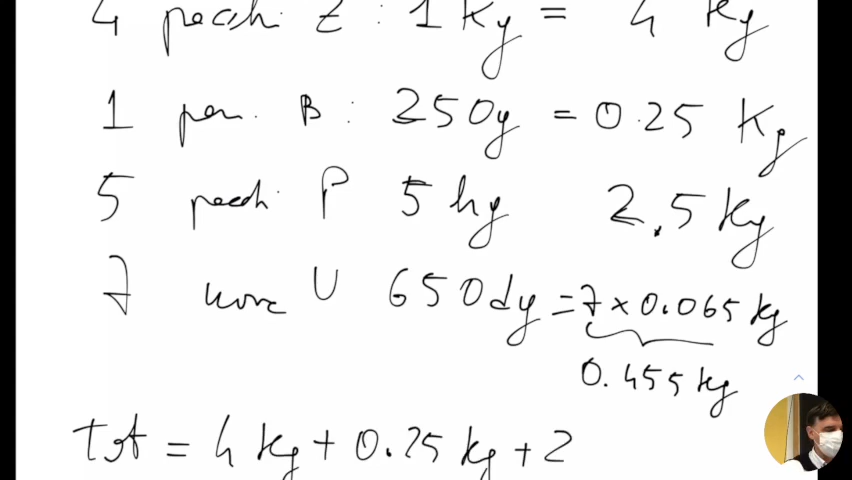 4 pacchi Z : 1 Kg = 4 Kg
1 pan. B : 250g = 0.25 Kg
5 pacchi P 5 hg 2.5 Kg
7 uova U 650dg = 7 x 0.065 kg
0.455 kg
tot = 4 kg + 0.25 kg + 2